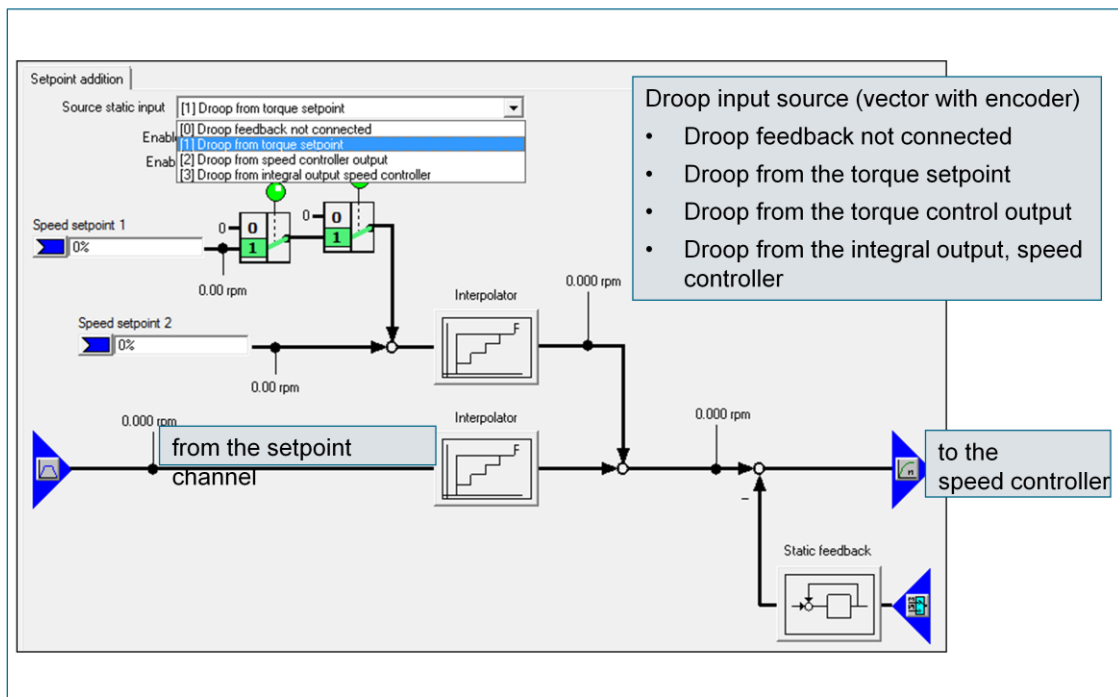 Setpoint addition
Source static input
[1] Droop from torque setpoint
[0] Droop feedback not connected
[1] Droop from torque setpoint
[2] Droop from speed controller output
[3] Droop from integral output speed controller
Enabl
Enab
Droop input source (vector with encoder)
• Droop feedback not connected
• Droop from the torque setpoint
• Droop from the torque control output
• Droop from the integral output, speed
controller
Speed setpoint 1
0%
0
0
1
0
0
1
0.00 rpm
Interpolator
F
0.000 rpm
Speed setpoint 2
0%
0.00 rpm
0.000 rpm
from the setpoint
channel
Interpolator
F
0.000 rpm
–
n
to the
speed controller
Static feedback